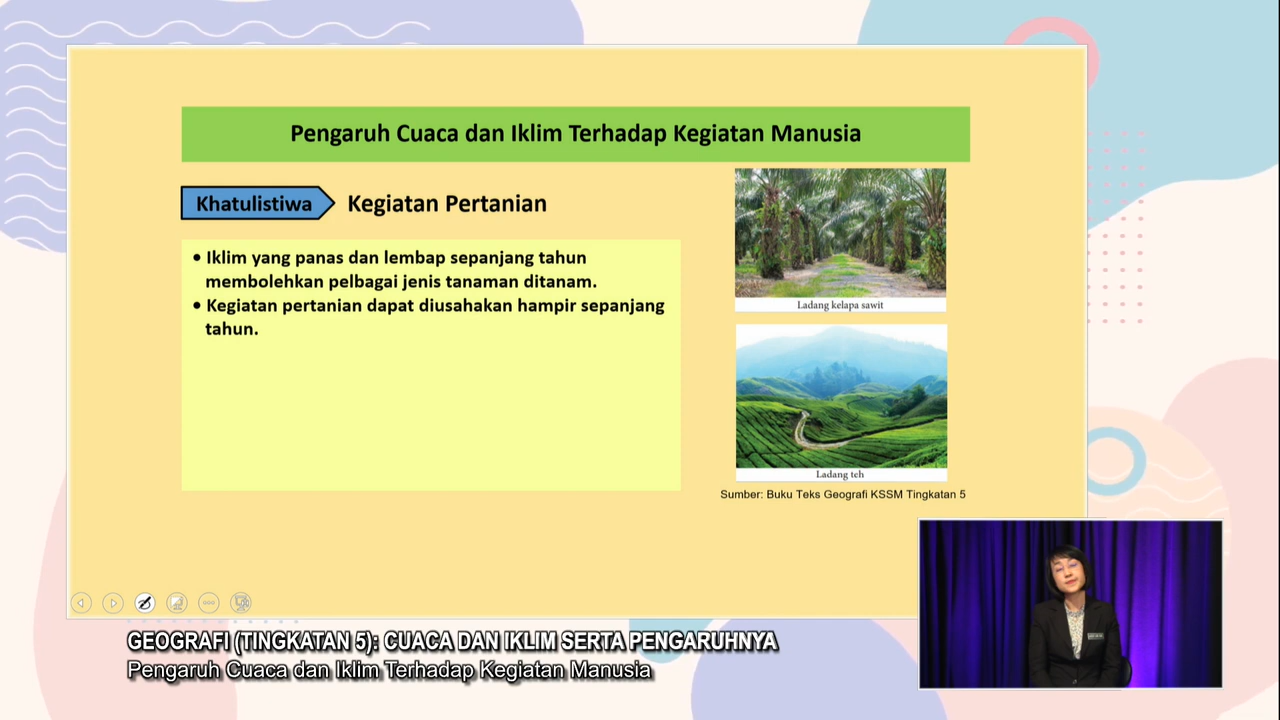 Pengaruh Cuaca dan Iklim Terhadap Kegiatan Manusia
Khatulistiwa
Kegiatan Pertanian
• Iklim yang panas dan lembap sepanjang tahun
membolehkan pelbagai jenis tanaman ditanam.
• Kegiatan pertanian dapat diusahakan hampir sepanjang
tahun.
Ladang kelapa sawit
Ladang teh
Sumber: Buku Teks Geografi KSSM Tingkatan 5
GEOGRAFI (TINGKATAN 5): CUACA DAN IKLIM SERTA PENGARUHNYA
Pengaruh Cuaca dan Iklim Terhadap Kegiatan Manusia